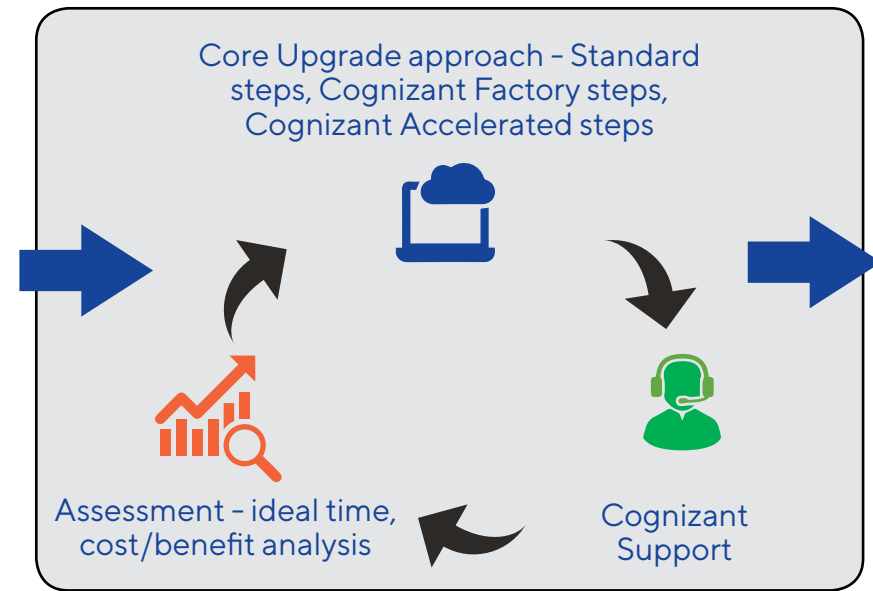 Core Upgrade approach - Standard
steps, Cognizant Factory steps,
Cognizant Accelerated steps
Assessment - ideal time,
cost/benefit analysis
Cognizant
Support